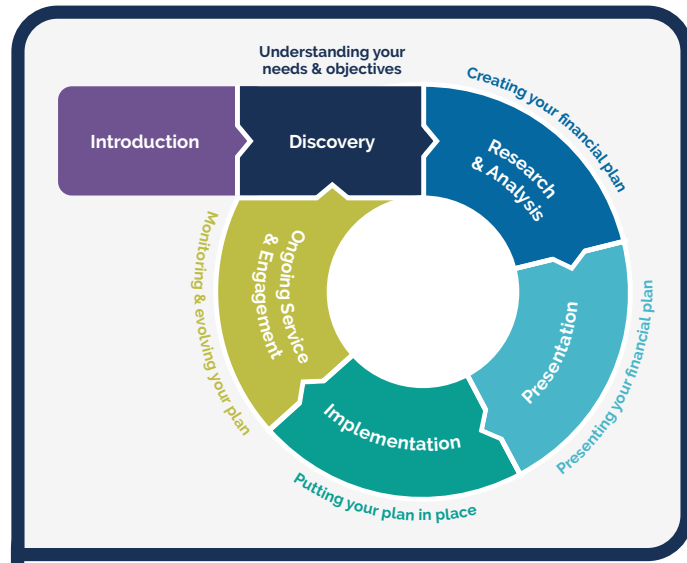 Understanding your
needs & objectives
Introduction
Discovery
Creating your financial plan
Research
& Analysis
Presentation
Presenting your financial plan
Implementation
Putting your plan in place
Ongoing Service
& Engagement
Monitoring & evolving your plan